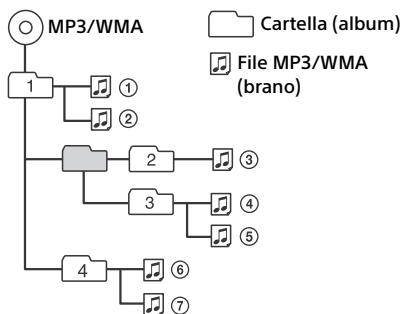 MP3/WMA
Cartella (album)
File MP3/WMA
(brano)
1
①
②
2
③
3
④
⑤
4
⑥
⑦